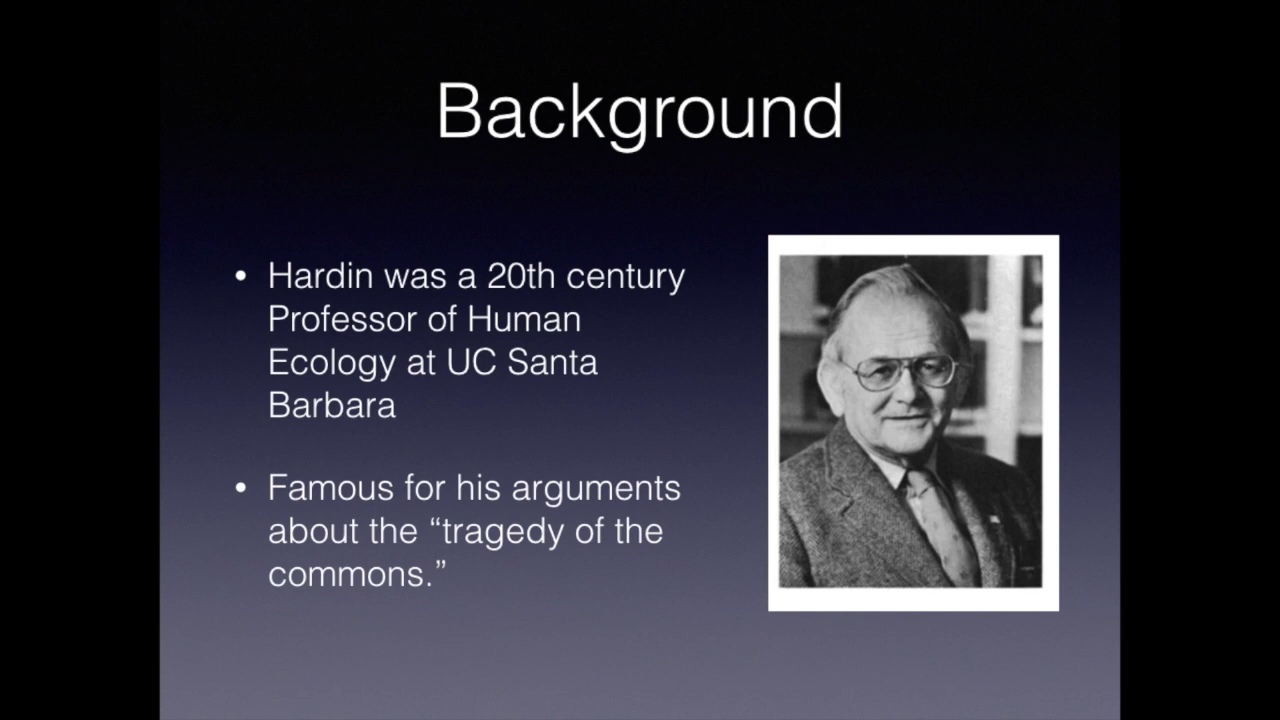 Background
• Hardin was a 20th century
Professor of Human
Ecology at UC Santa
Barbara
• Famous for his arguments
about the “tragedy of the
commons.”